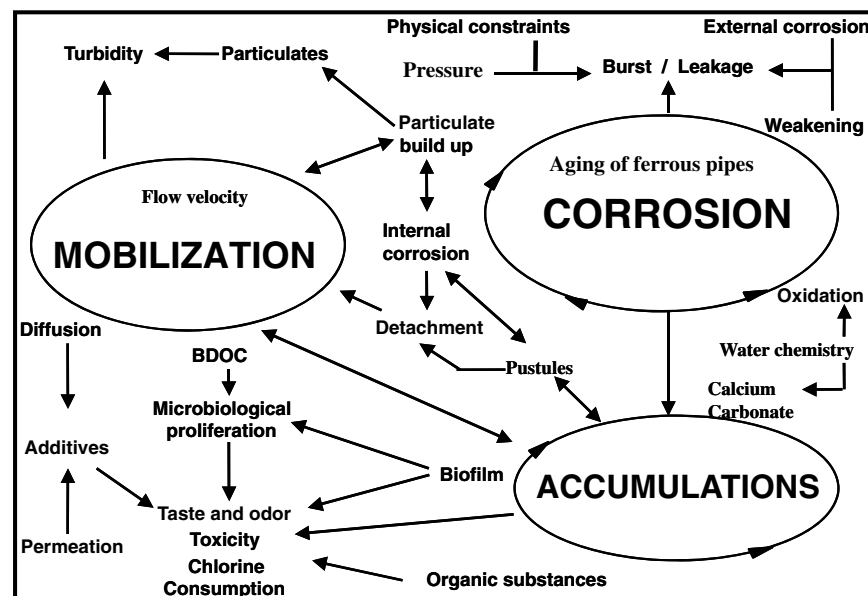 Physical constraints
External corrosion
Turbidity
Particulates
Pressure
Burst / Leakage
Particulate
build up
Weakening
Aging of ferrous pipes
CORROSION
Flow velocity
MOBILIZATION
Internal
corrosion
Oxidation
Diffusion
Detachment
Water chemistry
BDOC
Pustules
Calcium
Carbonate
Microbiological
proliferation
Additives
Biofilm
ACCUMULATIONS
Taste and odor
Toxicity
Permeation
Chlorine
Consumption
Organic substances